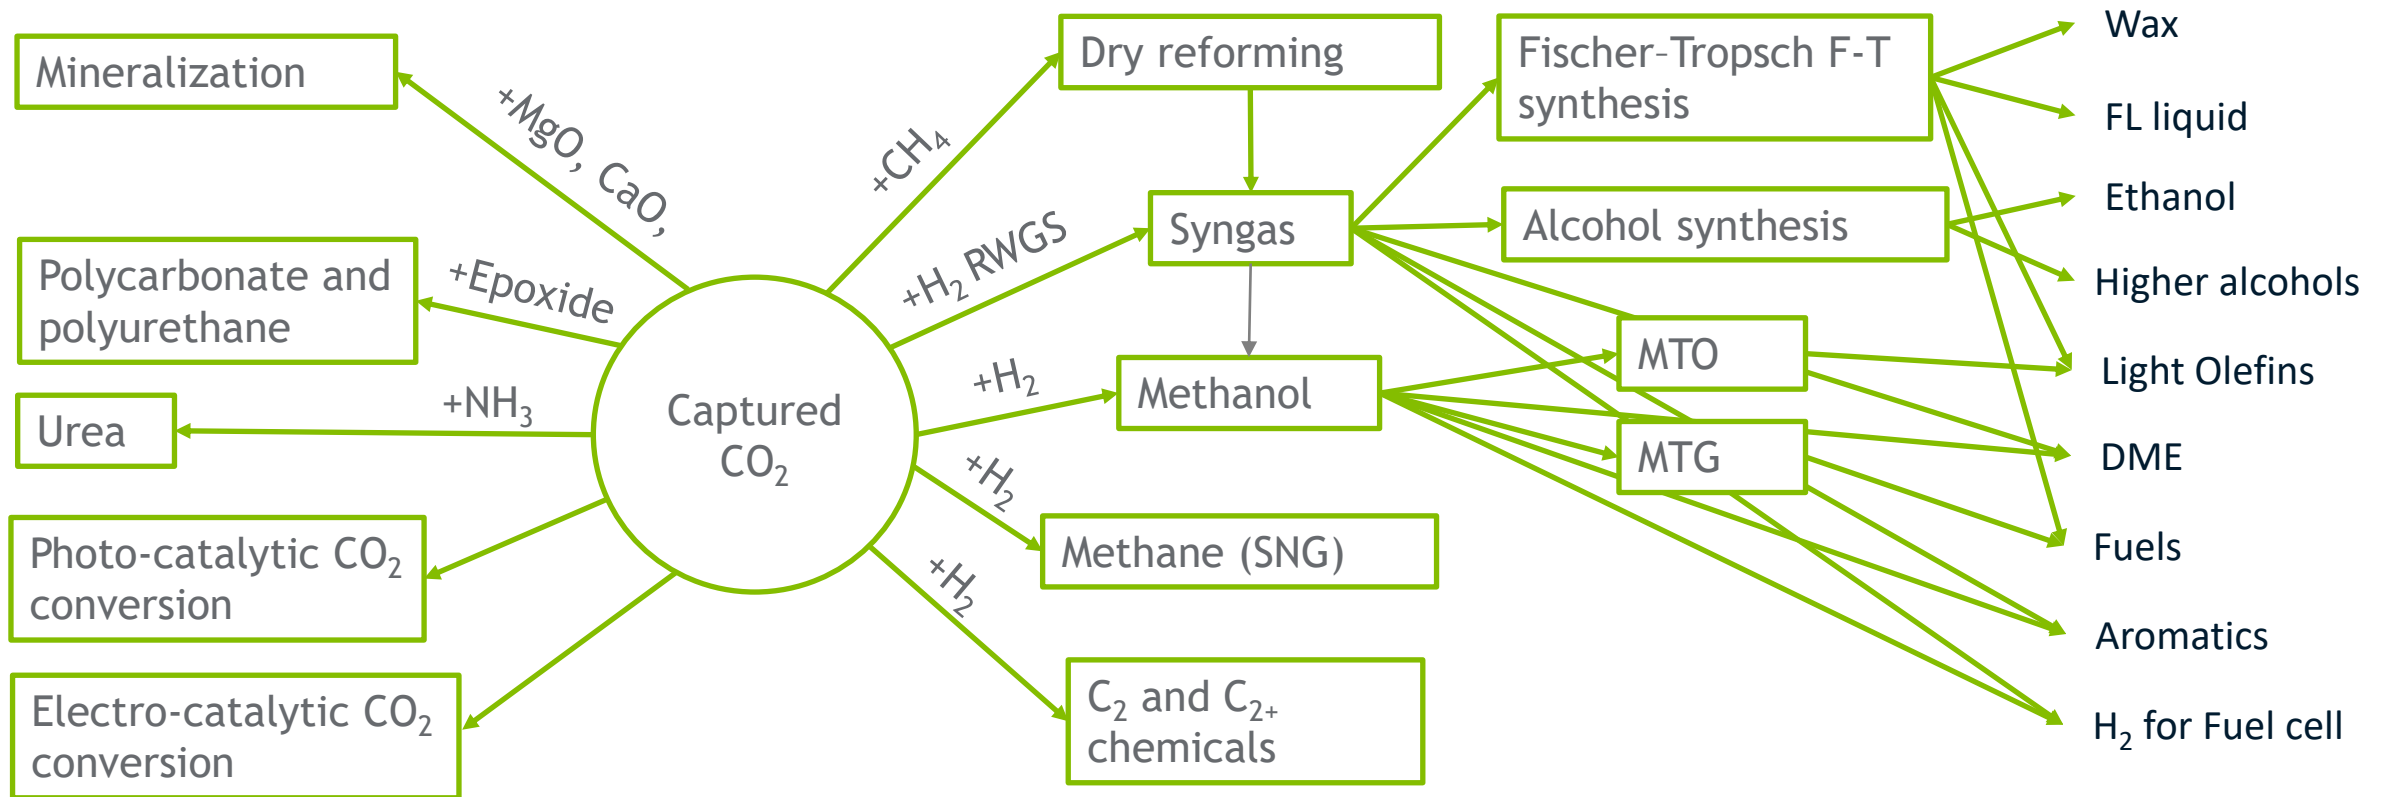 Mineralization
+MgO, CaO,
Polycarbonate and
polyurethane
+Epoxide
Urea
+NH₃
Photo-catalytic CO₂
conversion
Electro-catalytic CO₂
conversion
Captured
CO₂
+CH₄
Dry reforming
+H₂ RWGS
Syngas
+H₂
Methanol
+H₂
Methane (SNG)
+H₂
C₂ and C₂₊
chemicals
Fischer–Tropsch F-T
synthesis
Alcohol synthesis
MTO
MTG
Wax
FL liquid
Ethanol
Higher alcohols
Light Olefins
DME
Fuels
Aromatics
H₂ for Fuel cell